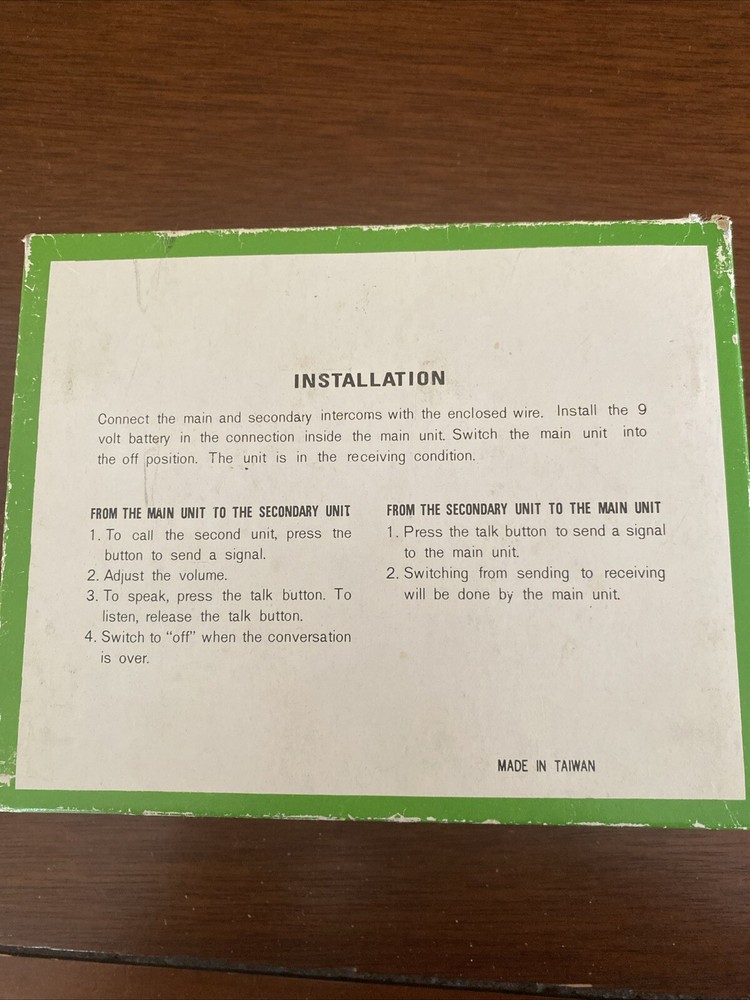 INSTALLATION
Connect the main and secondary intercoms with the enclosed wire. Install the 9
volt battery in the connection inside the main unit. Switch the main unit into
the off position. The unit is in the receiving condition.
FROM THE MAIN UNIT TO THE SECONDARY UNIT
1. To call the second unit, press the
button to send a signal.
2. Adjust the volume.
3. To speak, press the talk button. To
listen, release the talk button.
4. Switch to "off" when the conversation
is over.
FROM THE SECONDARY UNIT TO THE MAIN UNIT
1. Press the talk button to send a signal
to the main unit.
2. Switching from sending to receiving
will be done by the main unit.
MADE IN TAIWAN